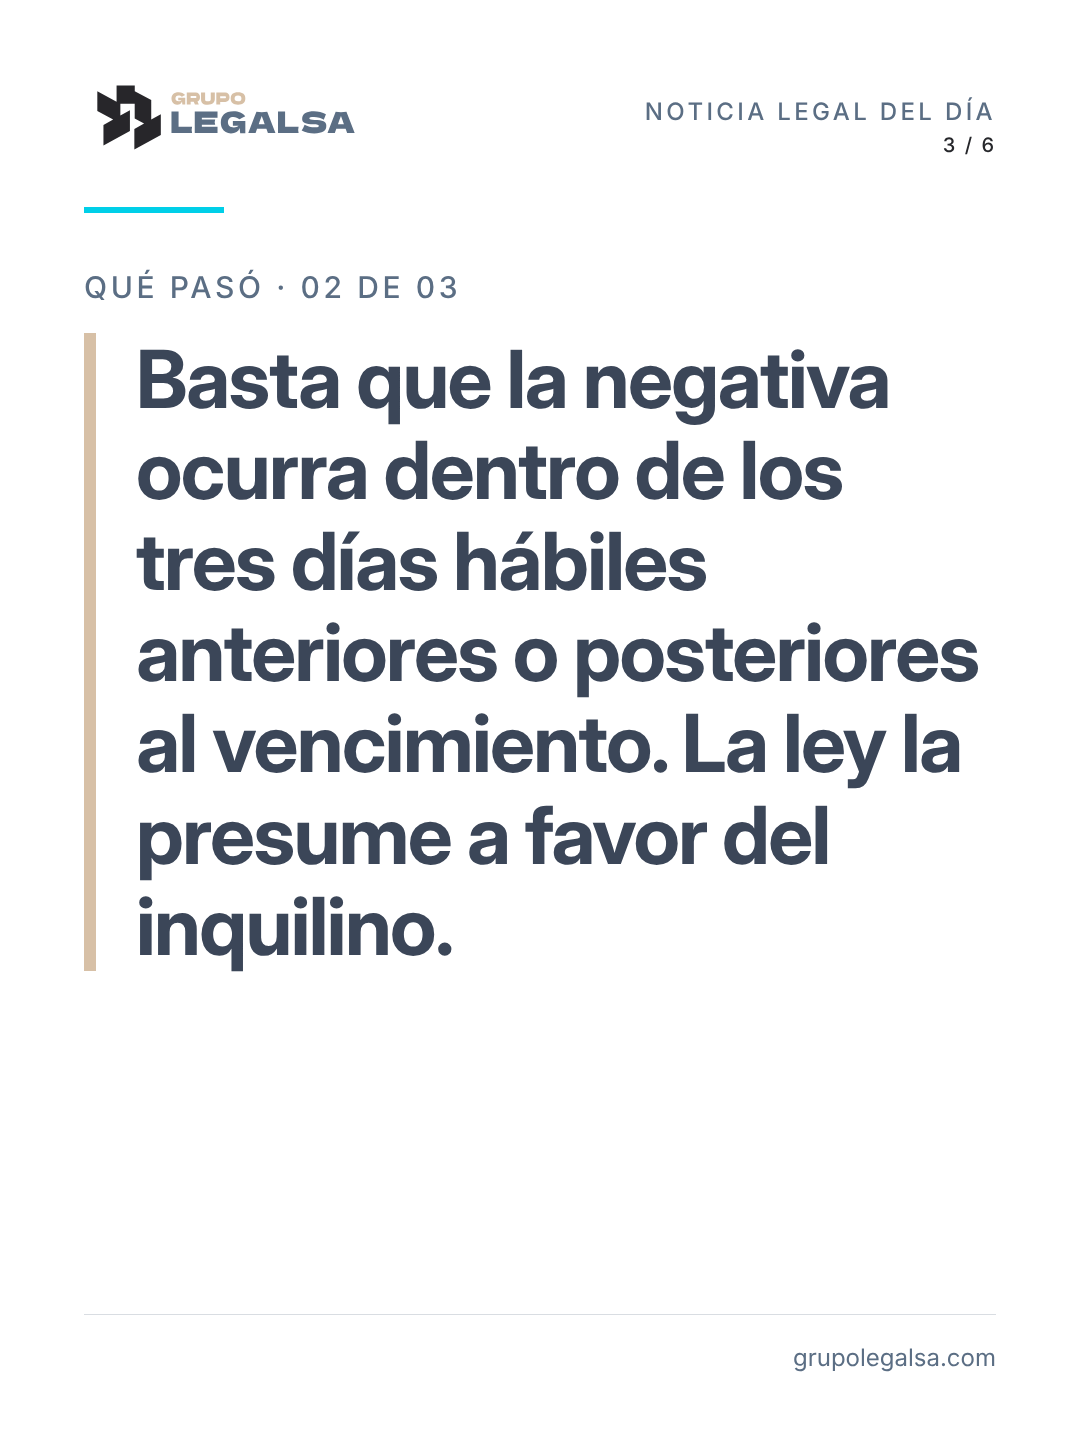 GRUPO
LEGALSA
NOTICIA LEGAL DEL DÍA
3 / 6
QUÉ PASÓ · 02 DE 03
Basta que la negativa
ocurra dentro de los
tres días hábiles
anteriores o posteriores
al vencimiento. La ley la
presume a favor del
inquilino.
grupolegalsa.com